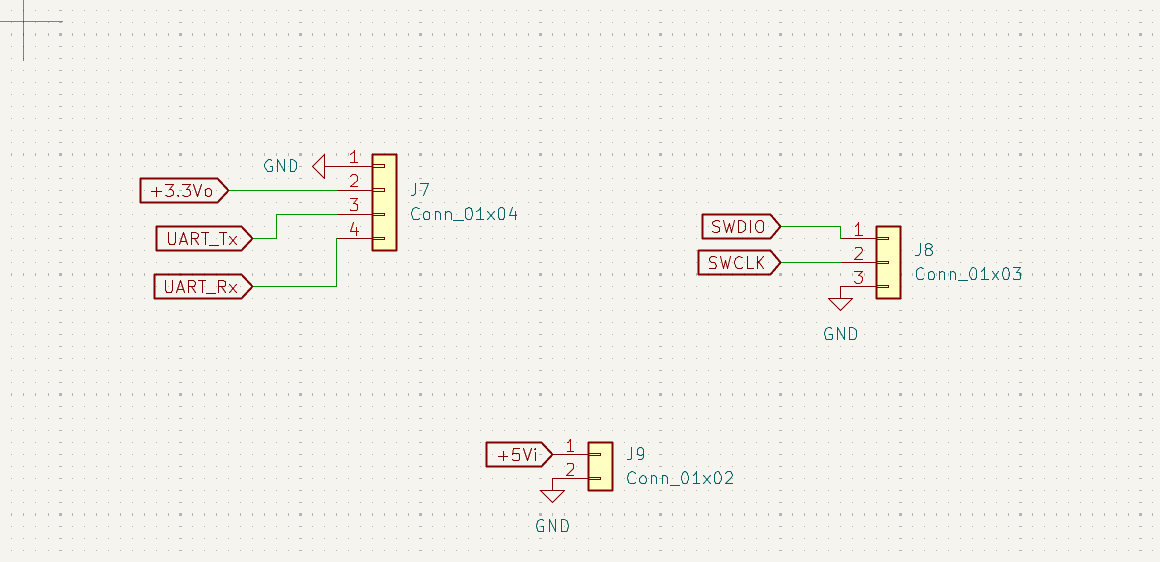 GND
1
+3.3Vo
2
J7
3
Conn_01x04
UART_Tx
4
UART_Rx
SWDIO
1
J8
SWCLK
2
Conn_01x03
3
GND
+5Vi
1
J9
2
Conn_01x02
GND